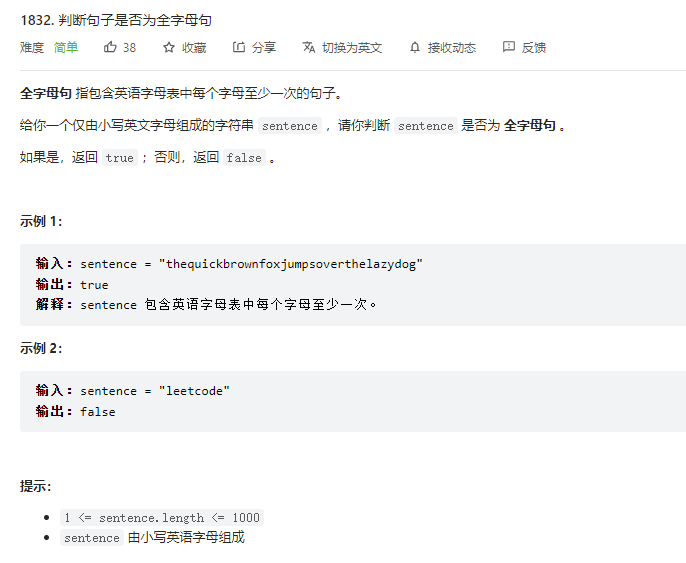 1832. 判断句子是否为全字母句
难度 简单 38 收藏 分享 切换为英文 接收动态 反馈
全字母句 指包含英语字母表中每个字母至少一次的句子。
给你一个仅由小写英文字母组成的字符串 sentence ，请你判断 sentence 是否为 全字母句 。
如果是，返回 true ；否则，返回 false 。
示例 1：
输入：sentence = "thequickbrownfoxjumpsoverthelazydog"
输出：true
解释：sentence 包含英语字母表中每个字母至少一次。
示例 2：
输入：sentence = "leetcode"
输出：false
提示：
1 <= sentence.length <= 1000
sentence 由小写英语字母组成